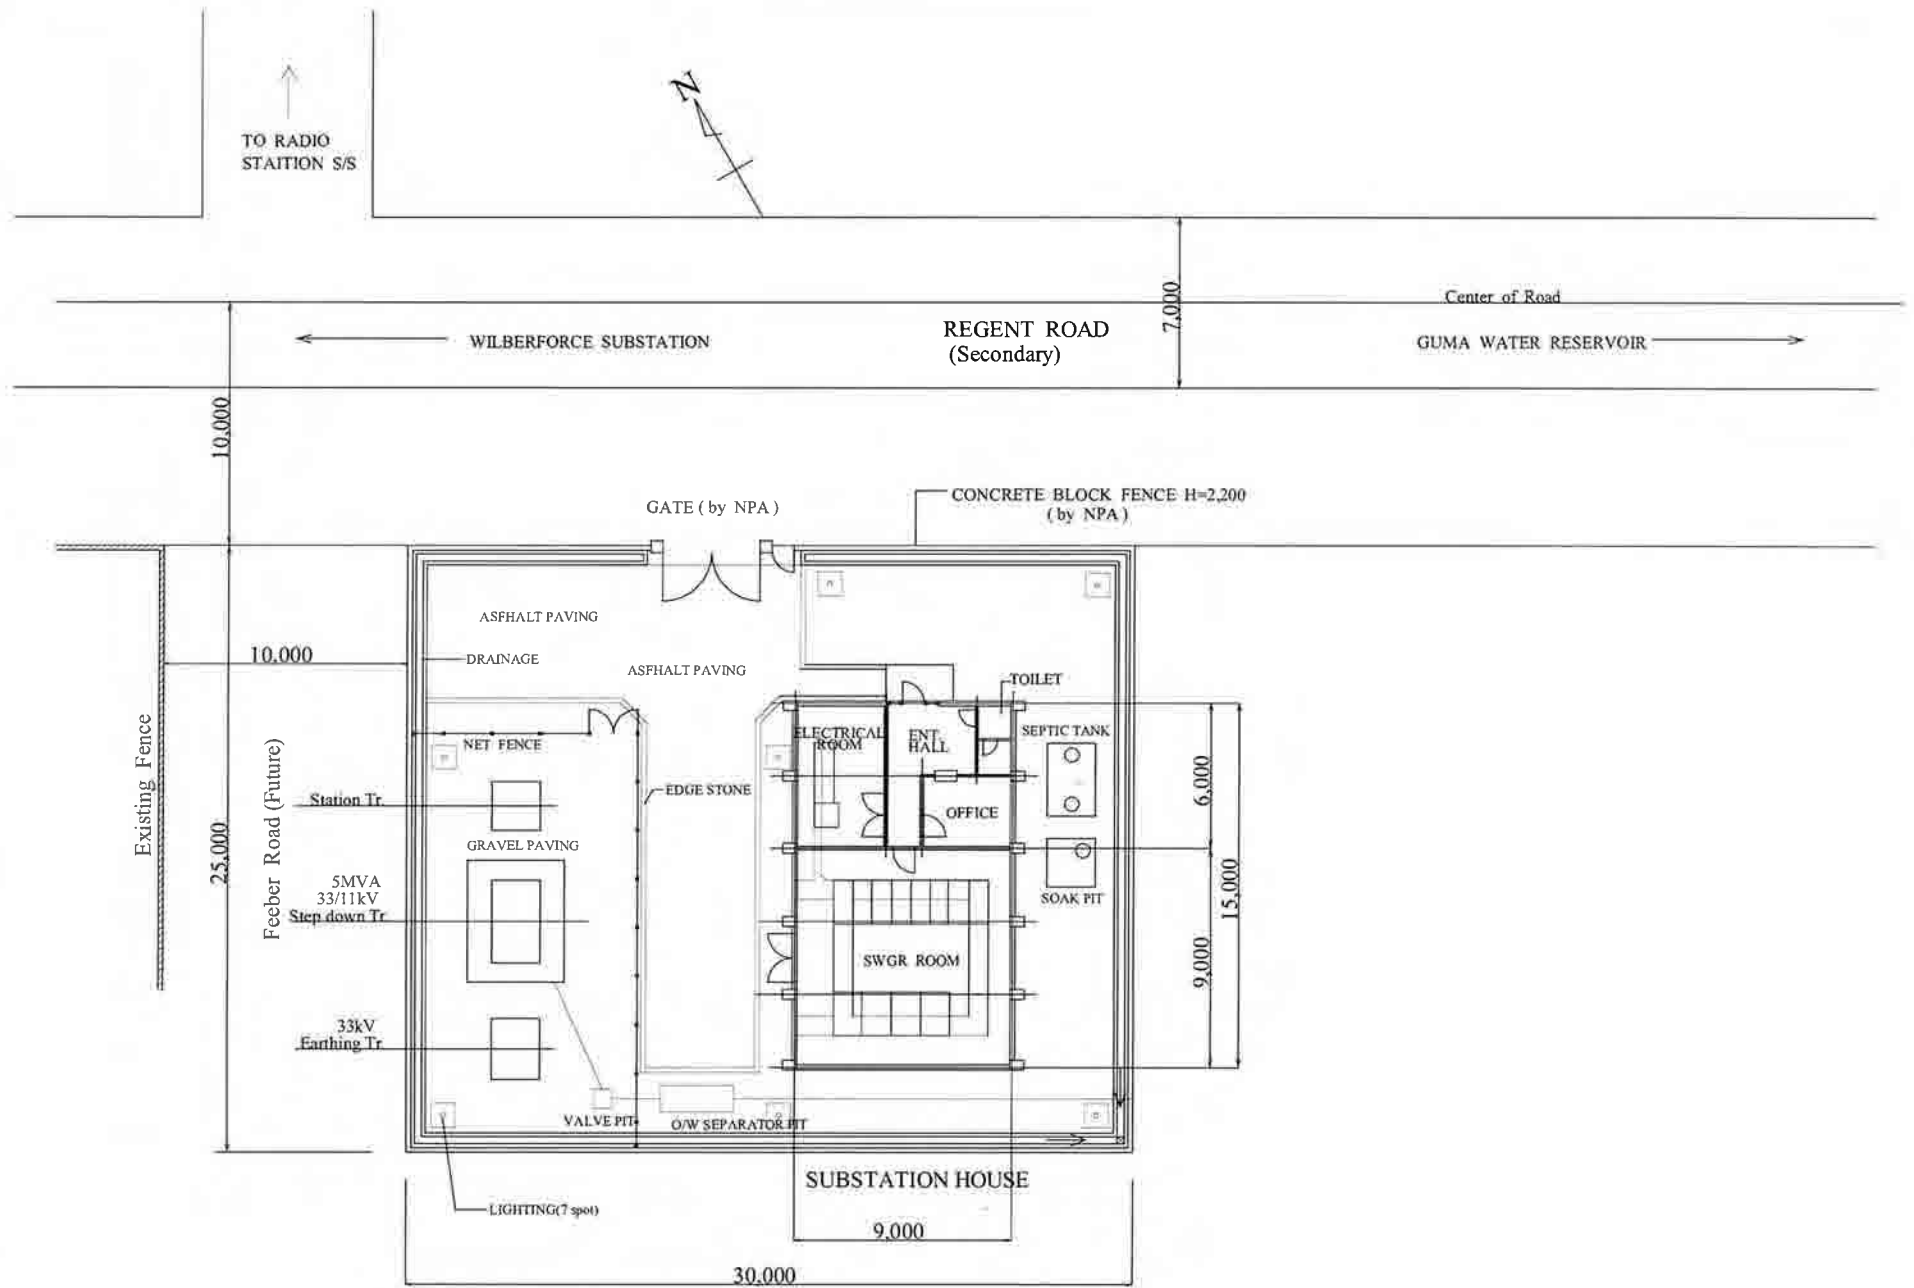 N
TO RADIO
STAITION S/S
7,000
Center of Road
WILBERFORCE SUBSTATION
REGENT ROAD
(Secondary)
GUMA WATER RESERVOIR
10,000
GATE ( by NPA )
CONCRETE BLOCK FENCE H=2,200
( by NPA )
ASFHALT PAVING
10,000
DRAINAGE
ASFHALT PAVING
TOILET
Existing Fence
25,000
Feeber Road (Future)
NET FENCE
ELECTRICAL
ROOM
ENT.
HALL
SEPTIC TANK
6,000
Station Tr.
EDGE STONE
OFFICE
GRAVEL PAVING
5MVA
33/11kV
Step down Tr.
SOAK PIT
15,000
SWGR ROOM
9,000
33kV
Earthing Tr.
VALVE PIT
O/W SEPARATOR PIT
SUBSTATION HOUSE
LIGHTING(7 spot)
9,000
30,000